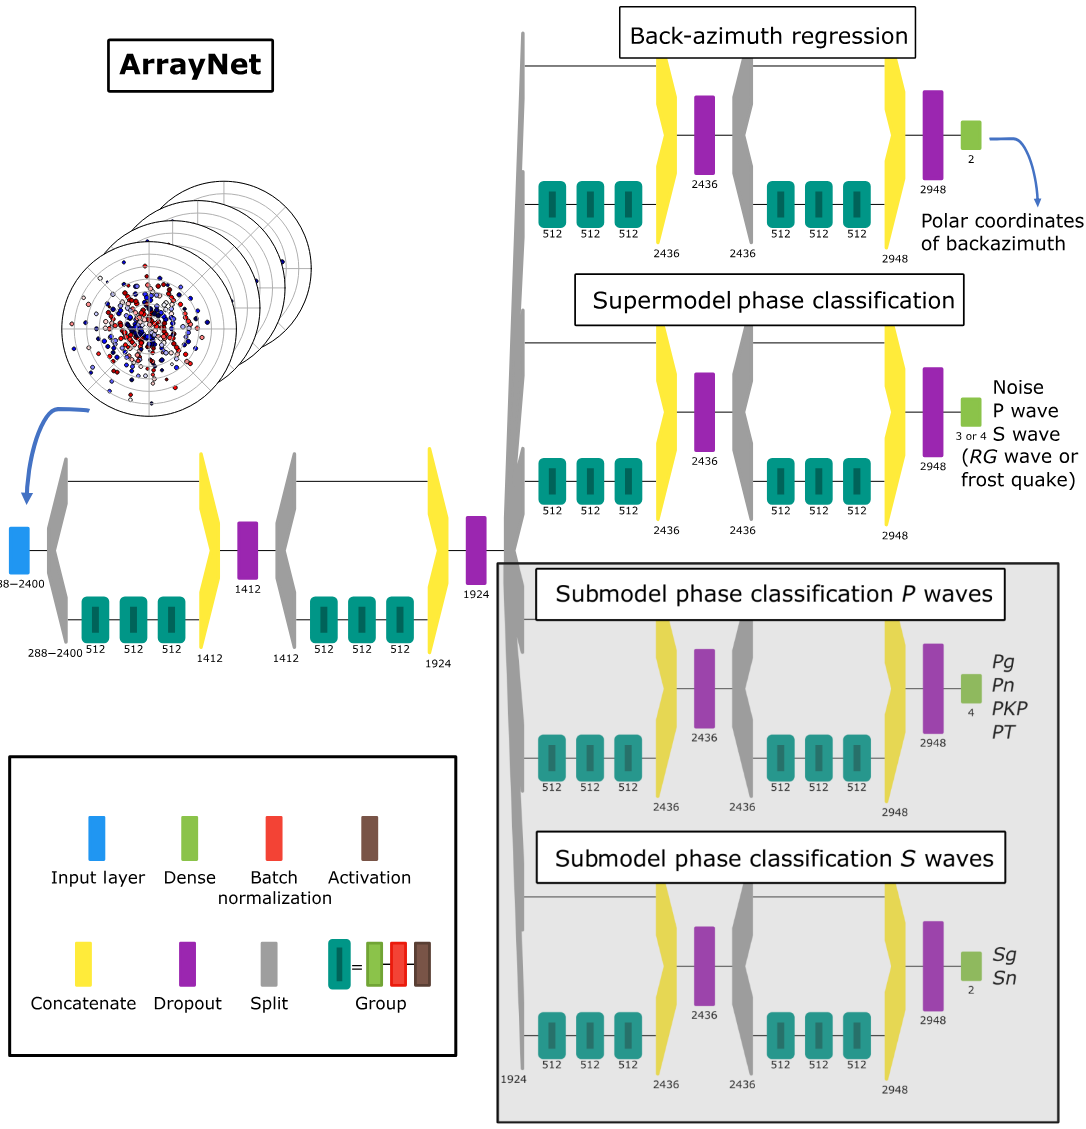 ArrayNet
Back-azimuth regression
512 512 512
2436
2436
2436
512 512 512
2948
2948
2
Polar coordinates
of backazimuth
Supermodel phase classification
512 512 512
2436
2436
2436
512 512 512
2948
2948
3 or 4
Noise
P wave
S wave
(RG wave or
frost quake)
88−2400
288−2400
512 512 512
1412
1412
1412
512 512 512
1924
1924
1924
Submodel phase classification P waves
512 512 512
2436
2436
2436
512 512 512
2948
2948
4
Pg
Pn
PKP
PT
Submodel phase classification S waves
512 512 512
2436
2436
2436
512 512 512
2948
2948
2
Sg
Sn
Input layer
Dense
Batch
normalization
Activation
Concatenate
Dropout
Split
=
Group